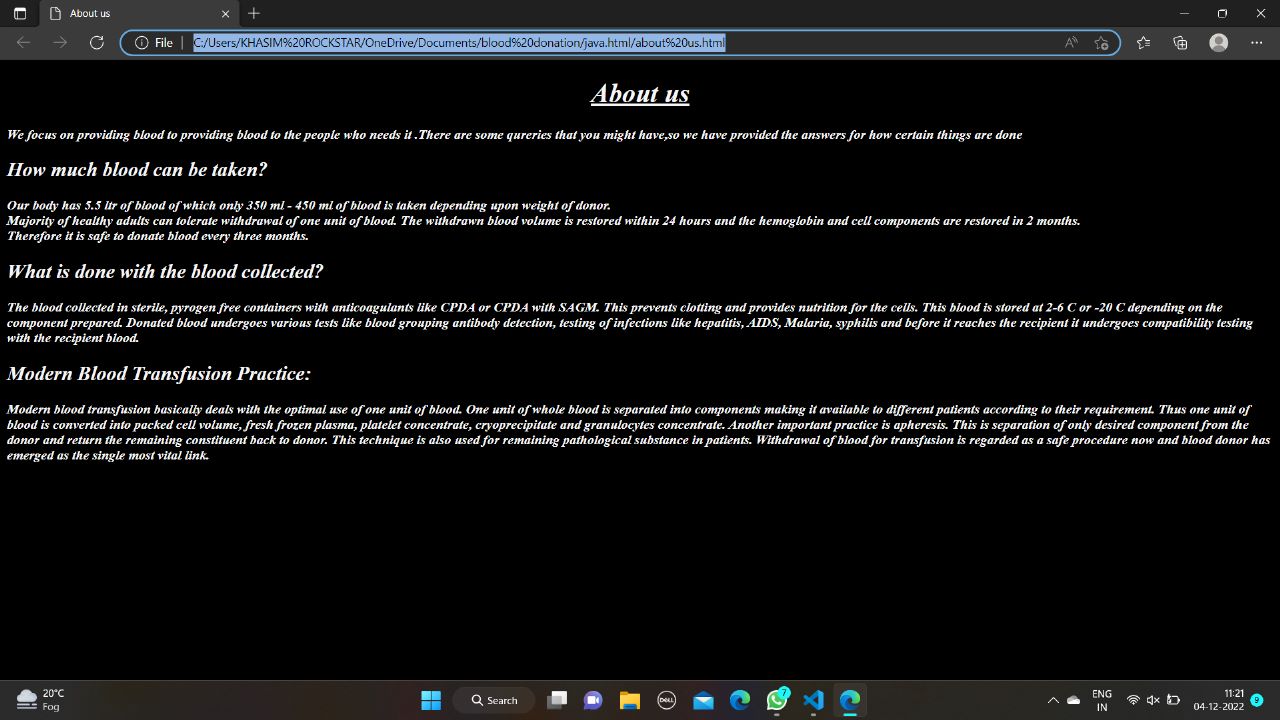 About us
File
C:/Users/KHASIM%20ROCKSTAR/OneDrive/Documents/blood%20donation/java.html/about%20us.html
About us
We focus on providing blood to providing blood to the people who needs it .There are some qureries that you might have,so we have provided the answers for how certain things are done
How much blood can be taken?
Our body has 5.5 ltr of blood of which only 350 ml - 450 ml of blood is taken depending upon weight of donor.
Majority of healthy adults can tolerate withdrawal of one unit of blood. The withdrawn blood volume is restored within 24 hours and the hemoglobin and cell components are restored in 2 months.
Therefore it is safe to donate blood every three months.
What is done with the blood collected?
The blood collected in sterile, pyrogen free containers with anticoagulants like CPDA or CPDA with SAGM. This prevents clotting and provides nutrition for the cells. This blood is stored at 2-6 C or -20 C depending on the
component prepared. Donated blood undergoes various tests like blood grouping antibody detection, testing of infections like hepatitis, AIDS, Malaria, syphilis and before it reaches the recipient it undergoes compatibility testing
with the recipient blood.
Modern Blood Transfusion Practice:
Modern blood transfusion basically deals with the optimal use of one unit of blood. One unit of whole blood is separated into components making it available to different patients according to their requirement. Thus one unit of
blood is converted into packed cell volume, fresh frozen plasma, platelet concentrate, cryoprecipitate and granulocytes concentrate. Another important practice is apheresis. This is separation of only desired component from the
donor and return the remaining constituent back to donor. This technique is also used for remaining pathological substance in patients. Withdrawal of blood for transfusion is regarded as a safe procedure now and blood donor has
emerged as the single most vital link.
20°C
Fog
Search
DELL
7
ENG
IN
11:21
04-12-2022
9